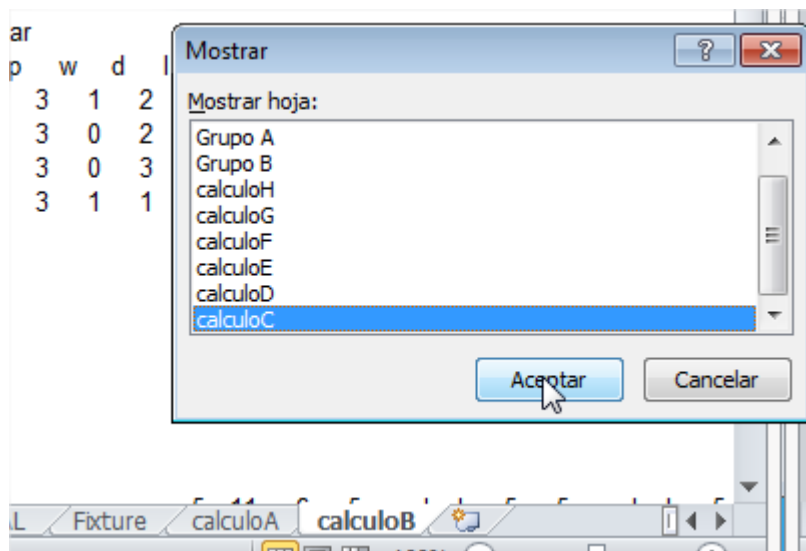 ar
p w d l
3 1 2
3 0 2
3 0 3
3 1 1
Mostrar
Mostrar hoja:
Grupo A
Grupo B
calculoH
calculoG
calculoF
calculoE
calculoD
calculoC
Aceptar
Cancelar
AL Fixture calculoA calculoB